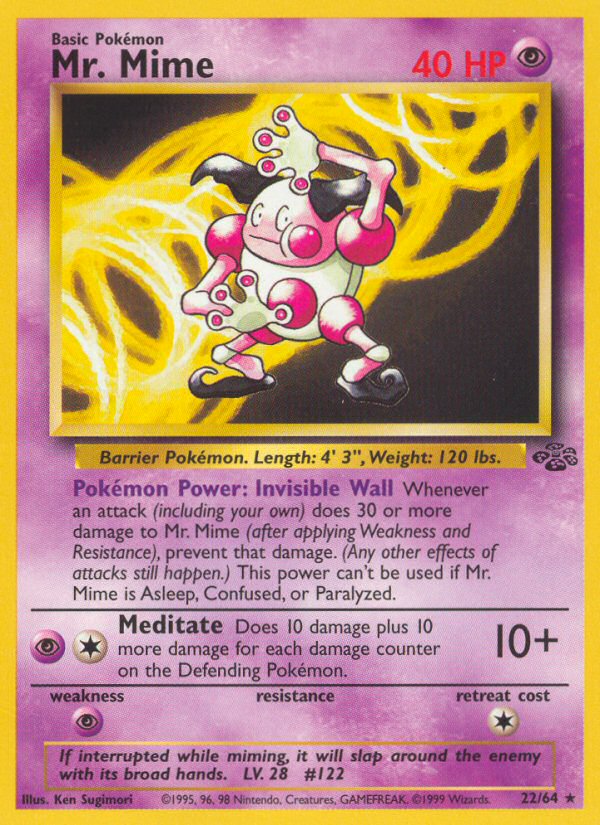 Basic Pokémon
Mr. Mime 40 HP
Barrier Pokémon. Length: 4' 3", Weight: 120 lbs.
Pokémon Power: Invisible Wall Whenever
an attack (including your own) does 30 or more
damage to Mr. Mime (after applying Weakness and
Resistance), prevent that damage. (Any other effects of
attacks still happen.) This power can't be used if Mr.
Mime is Asleep, Confused, or Paralyzed.
Meditate Does 10 damage plus 10
more damage for each damage counter
on the Defending Pokémon.
10+
weakness resistance retreat cost
If interrupted while miming, it will slap around the enemy
with its broad hands. LV. 28 #122
Illus. Ken Sugimori ©1995, 96, 98 Nintendo, Creatures, GAMEFREAK. ©1999 Wizards. 22/64 ★